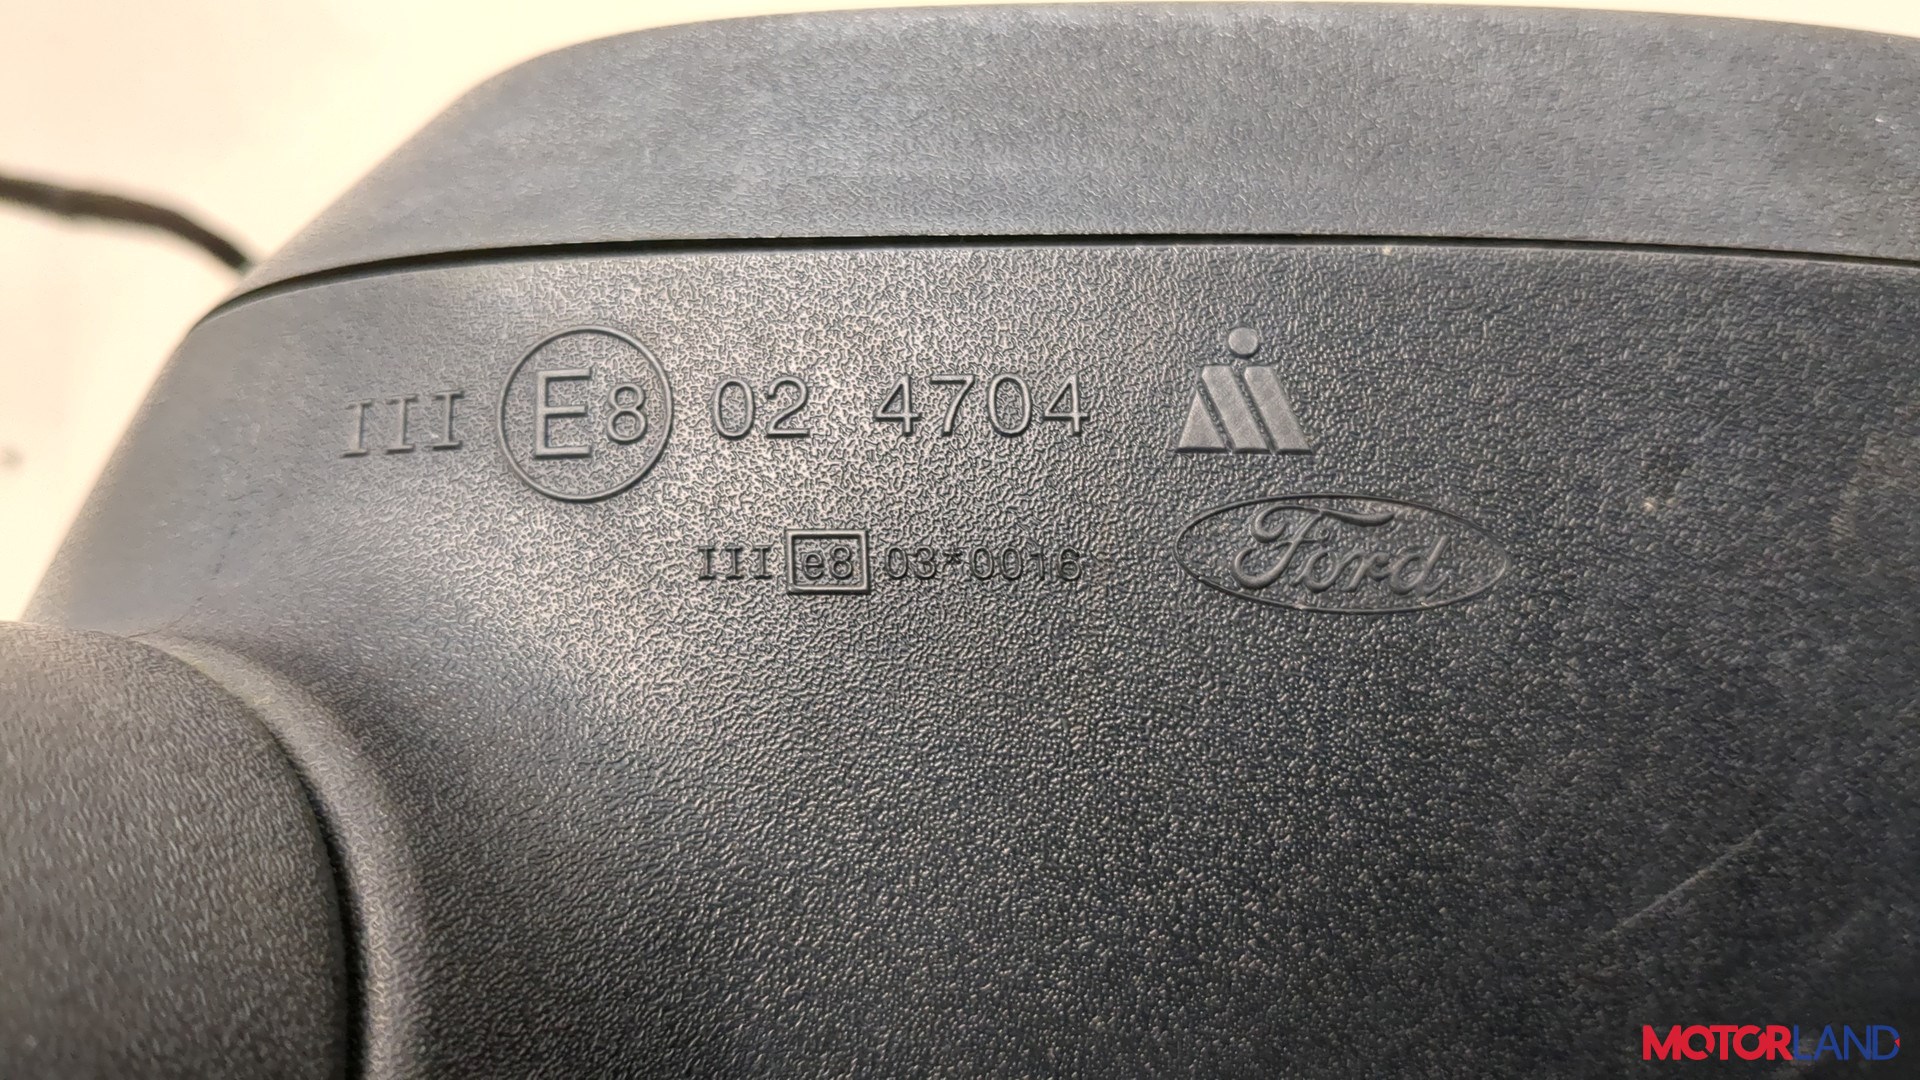 III E8 02 4704
III e8 03*0016
Ford
MOTORLAND